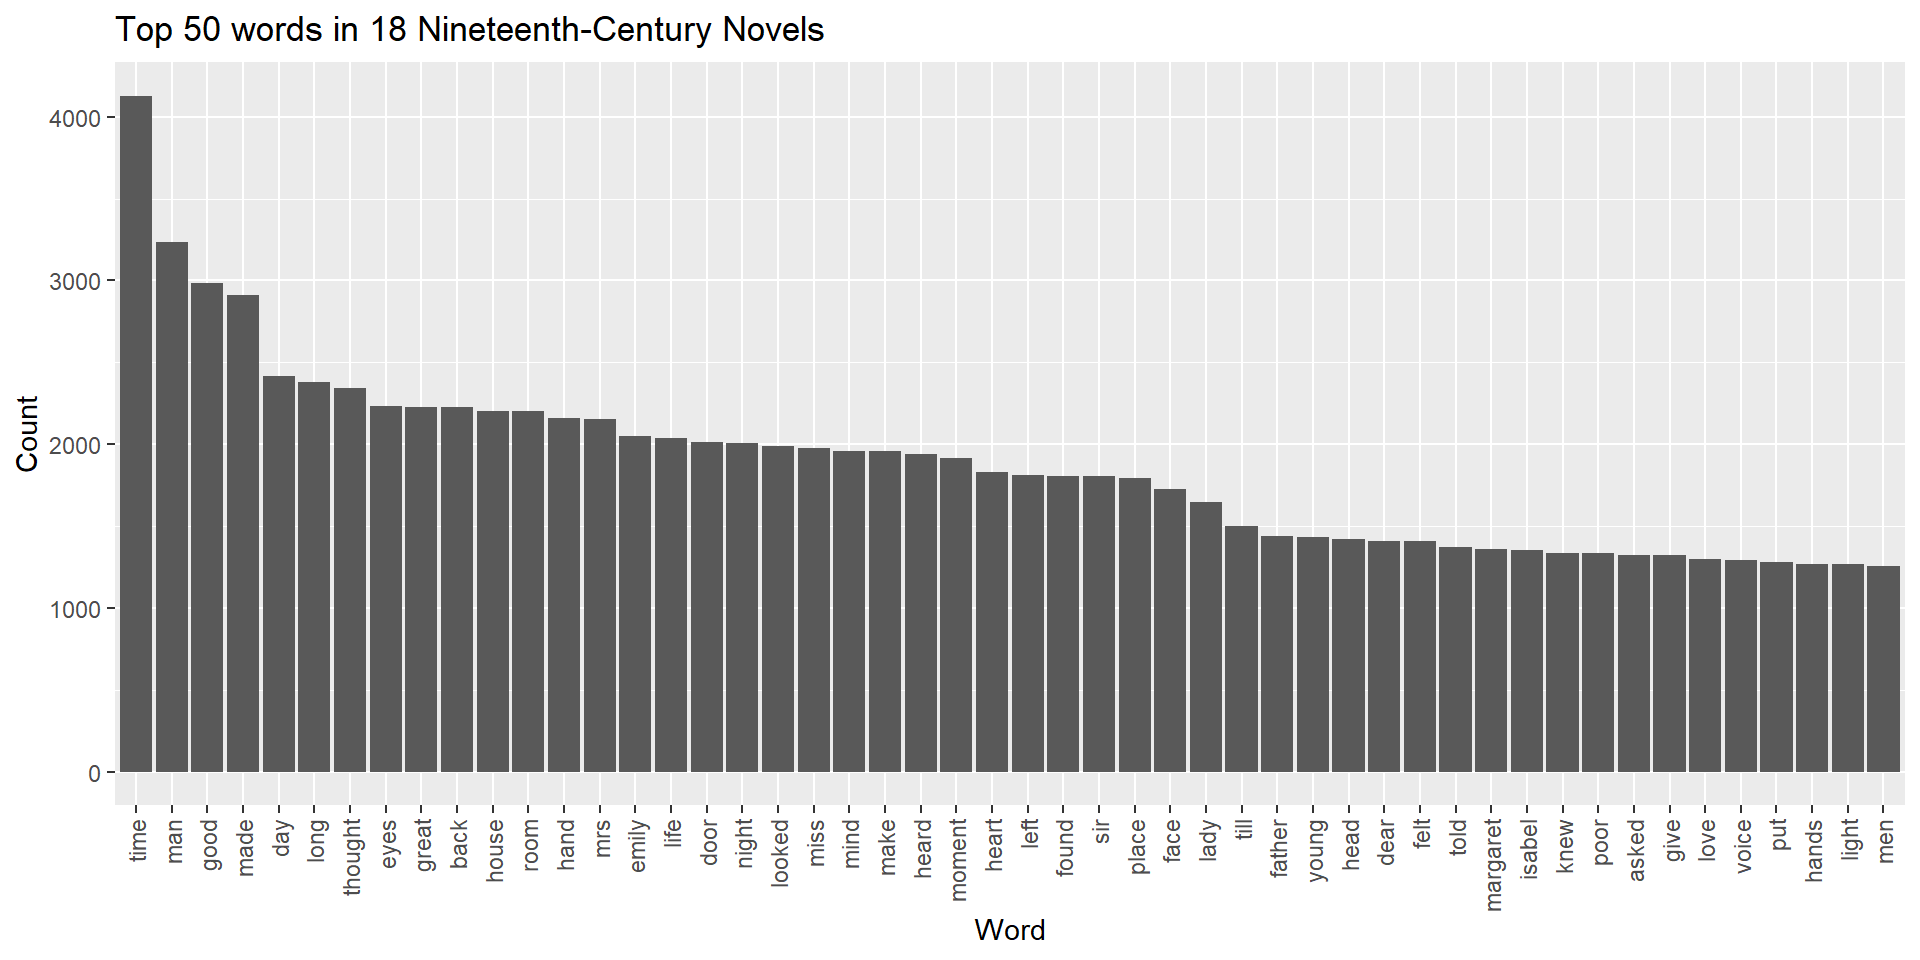 Top 50 words in 18 Nineteenth-Century Novels
Count
4000
3000
2000
1000
0
time
man
good
made
day
long
thought
eyes
great
back
house
room
hand
mrs
emily
life
door
night
looked
miss
mind
make
heard
moment
heart
left
found
sir
place
face
lady
till
father
young
head
dear
felt
told
margaret
isabel
knew
poor
asked
give
love
voice
put
hands
light
men
Word